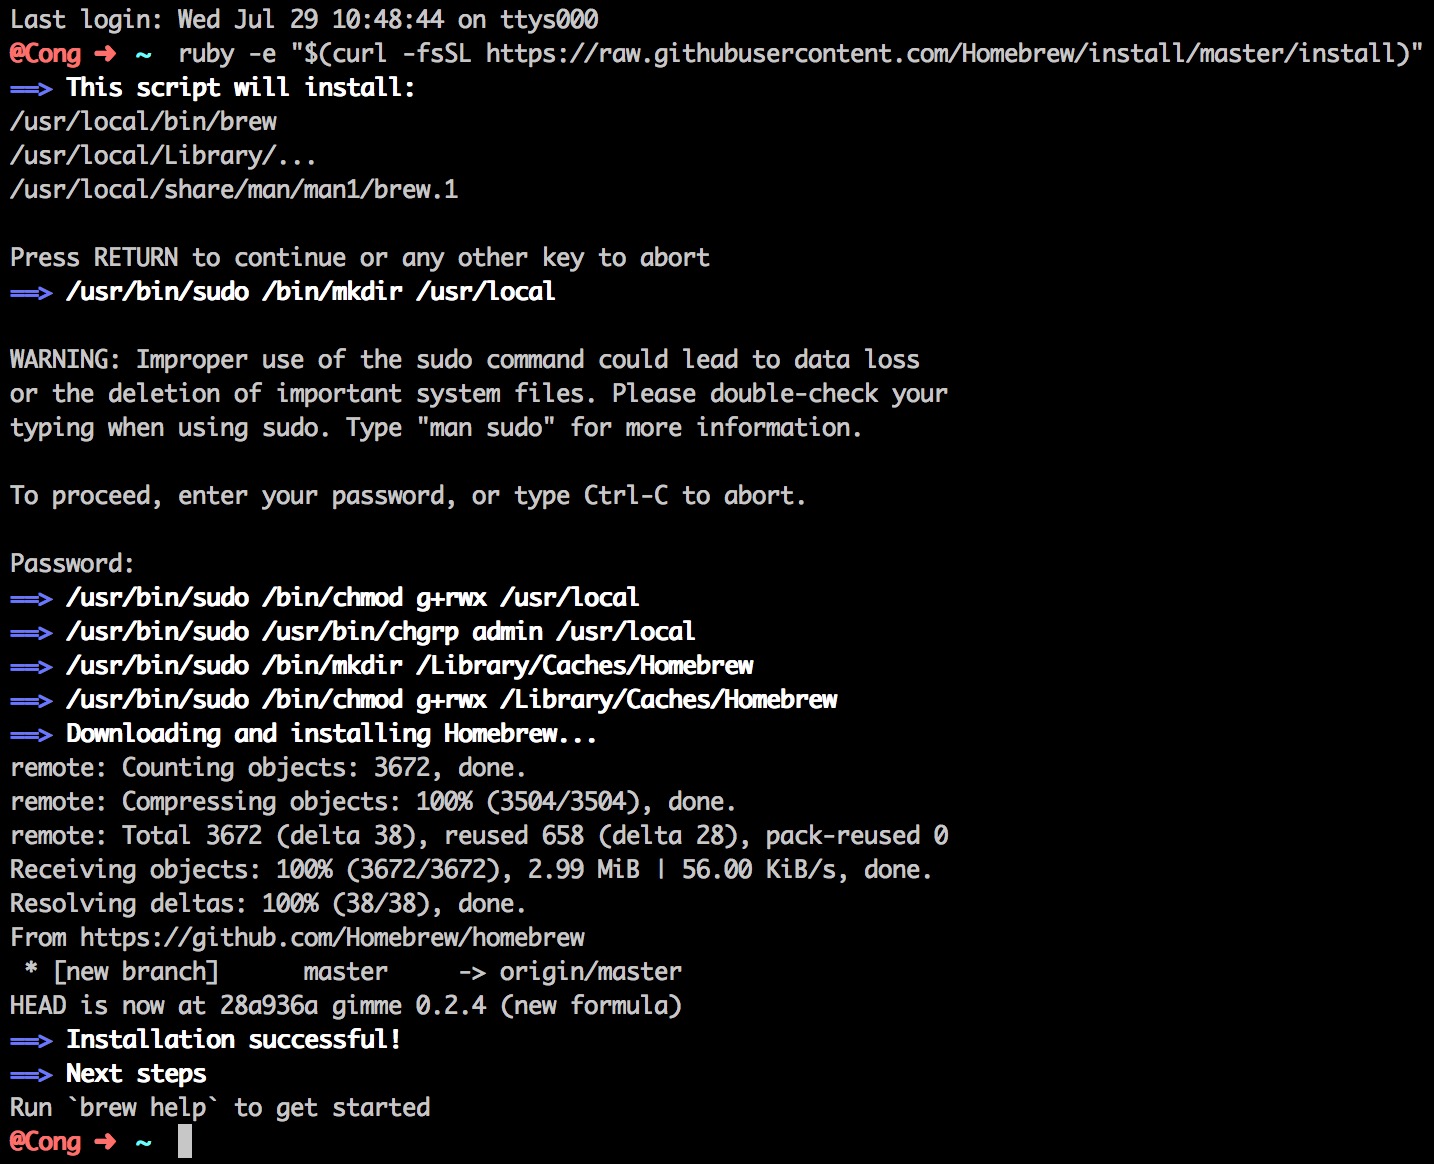 Last login: Wed Jul 29 10:48:44 on ttys000
@Cong ➜ ~ ruby -e "$(curl -fsSL https://raw.githubusercontent.com/Homebrew/install/master/install)"
==> This script will install:
/usr/local/bin/brew
/usr/local/Library/...
/usr/local/share/man/man1/brew.1
Press RETURN to continue or any other key to abort
==> /usr/bin/sudo /bin/mkdir /usr/local
WARNING: Improper use of the sudo command could lead to data loss
or the deletion of important system files. Please double-check your
typing when using sudo. Type "man sudo" for more information.
To proceed, enter your password, or type Ctrl-C to abort.
Password:
==> /usr/bin/sudo /bin/chmod g+rwx /usr/local
==> /usr/bin/sudo /usr/bin/chgrp admin /usr/local
==> /usr/bin/sudo /bin/mkdir /Library/Caches/Homebrew
==> /usr/bin/sudo /bin/chmod g+rwx /Library/Caches/Homebrew
==> Downloading and installing Homebrew...
remote: Counting objects: 3672, done.
remote: Compressing objects: 100% (3504/3504), done.
remote: Total 3672 (delta 38), reused 658 (delta 28), pack-reused 0
Receiving objects: 100% (3672/3672), 2.99 MiB | 56.00 KiB/s, done.
Resolving deltas: 100% (38/38), done.
From https://github.com/Homebrew/homebrew
 * [new branch]      master     -> origin/master
HEAD is now at 28a936a gimme 0.2.4 (new formula)
==> Installation successful!
==> Next steps
Run `brew help` to get started
@Cong ➜ ~